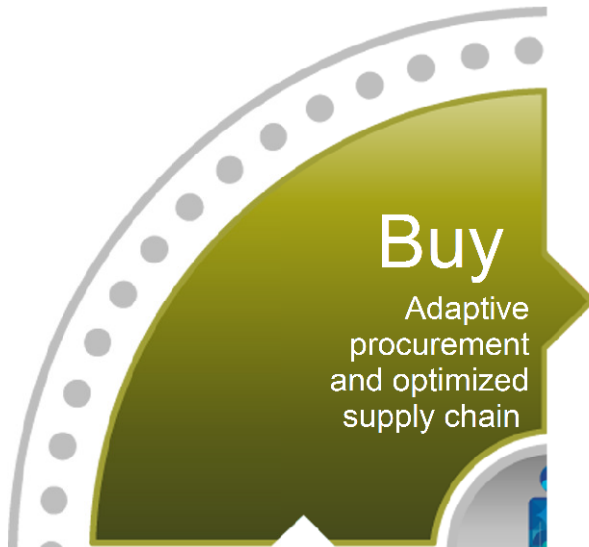 Buy
Adaptive
procurement
and optimized
supply chain